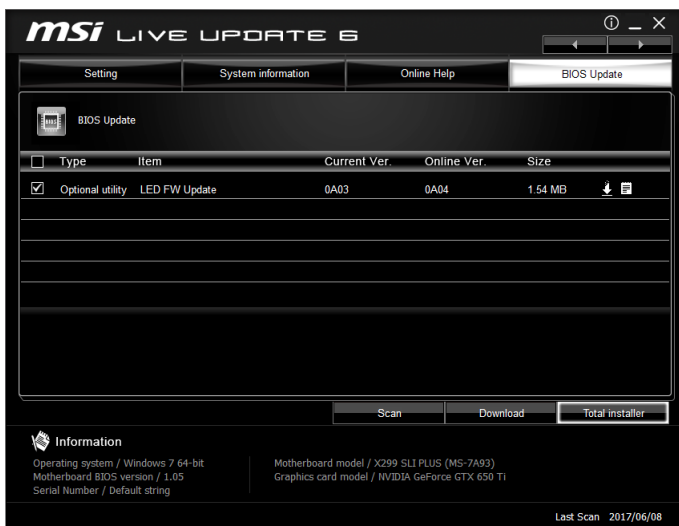 msi LIVE UPDATE 6
Setting System information Online Help BIOS Update
BIOS BIOS Update
Type Item Current Ver. Online Ver. Size
Optional utility LED FW Update 0A03 0A04 1.54 MB
Scan Download Total installer
Information
Operating system / Windows 7 64-bit Motherboard model / X299 SLI PLUS (MS-7A93)
Motherboard BIOS version / 1.05 Graphics card model / NVIDIA GeForce GTX 650 Ti
Serial Number / Default string
Last Scan 2017/06/08